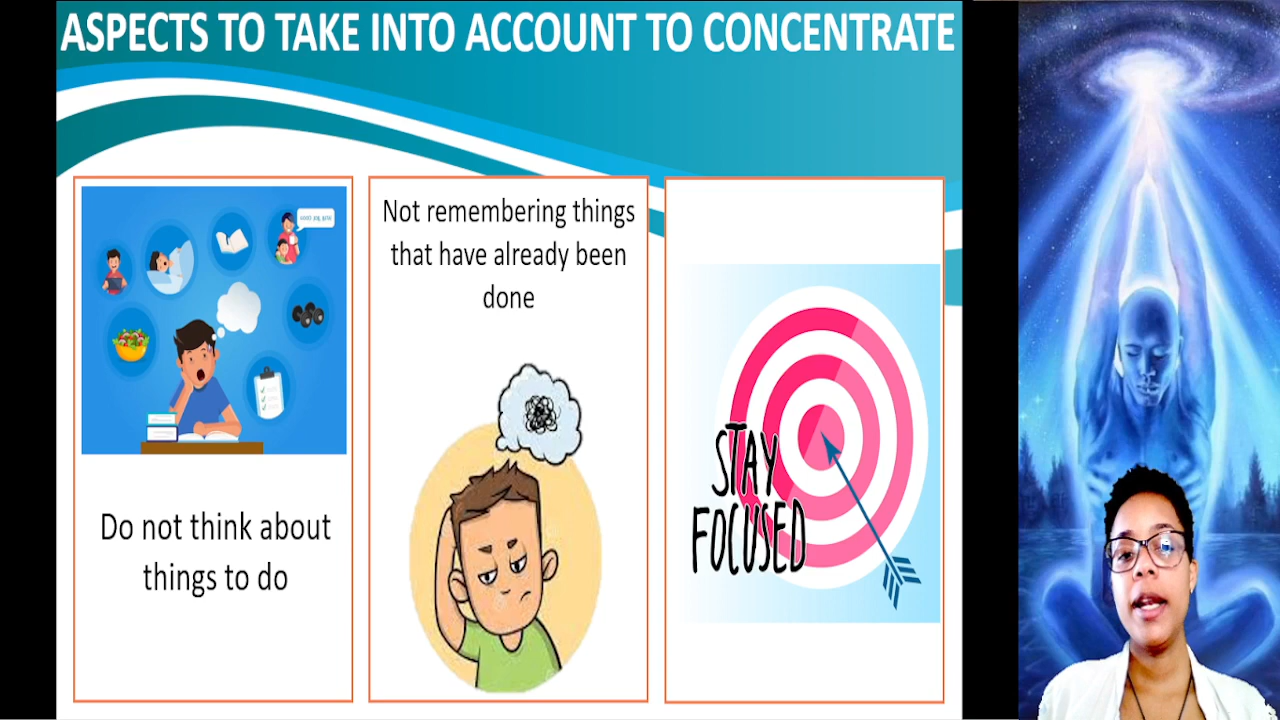 ASPECTS TO TAKE INTO ACCOUNT TO CONCENTRATE
Do not think about
things to do
Not remembering things
that have already been
done
STAY
FOCUSED